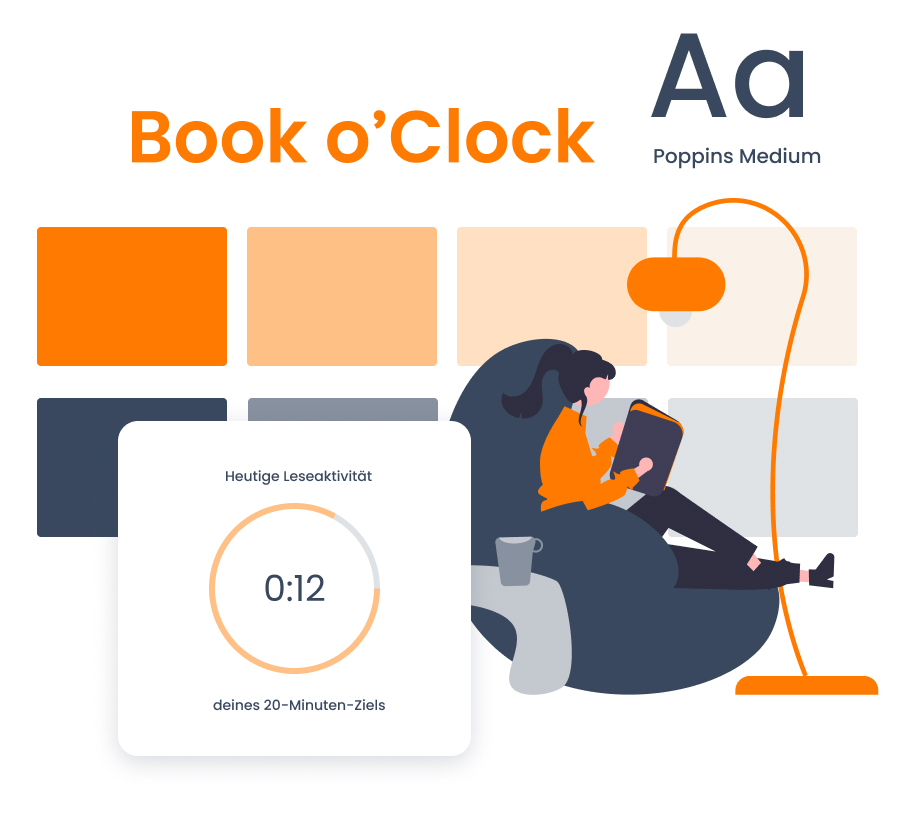 Aa
Book o’Clock
Poppins Medium
Heutige Leseaktivität
0:12
deines 20-Minuten-Ziels